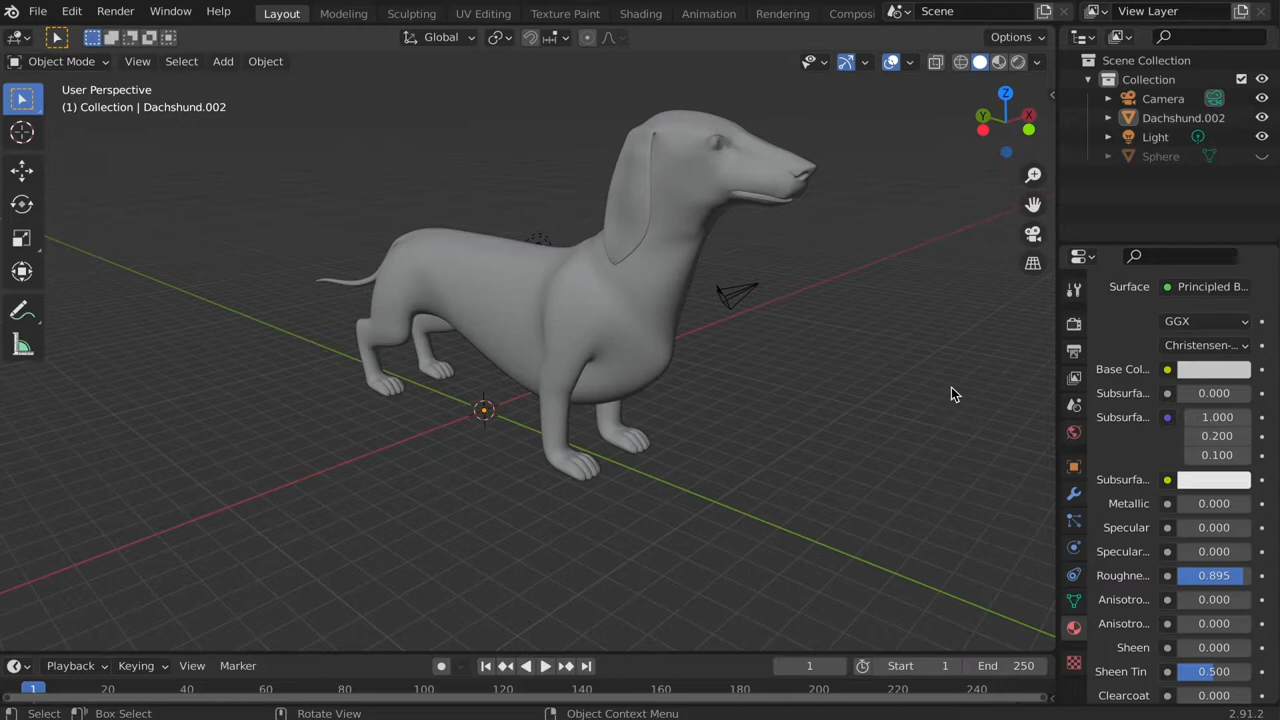 File Edit Render Window Help Layout Modeling Sculpting UV Editing Texture Paint Shading Animation Rendering Composi Scene View Layer
Global Options
Object Mode View Select Add Object
User Perspective
(1) Collection | Dachshund.002
Z
Y X
Scene Collection
Collection
Camera
Dachshund.002
Light
Sphere
Surface Principled B...
GGX
Christensen-...
Base Col...
Subsurfa... 0.000
Subsurfa... 1.000
0.200
0.100
Subsurfa...
Metallic 0.000
Specular 0.000
Specular... 0.000
Roughne... 0.895
Anisotro... 0.000
Anisotro... 0.000
Sheen 0.000
Sheen Tin 0.500
Clearcoat 0.000
Playback Keying View Marker 1 Start 1 End 250
1 20 40 60 80 100 120 140 160 180 200 220 240
Select Box Select Rotate View Object Context Menu 2.91.2